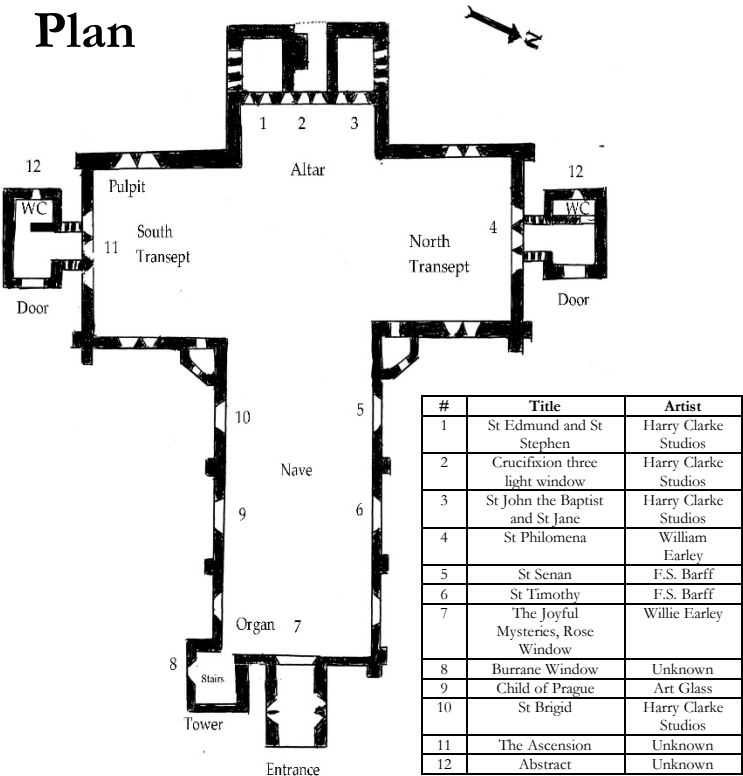 Plan
N
1 2 3
Altar
12
12
Pulpit
WC
WC
South
Transept
11
4
North
Transept
Door
Door
10
5
Nave
9
6
Organ 7
8
Stairs
Tower
Entrance
# Title Artist
1 St Edmund and St
Stephen Harry Clarke
Studios
2 Crucifixion three
light window Harry Clarke
Studios
3 St John the Baptist
and St Jane Harry Clarke
Studios
4 St Philomena William
Earley
5 St Senan F.S. Barff
6 St Timothy F.S. Barff
7 The Joyful
Mysteries, Rose
Window Willie Earley
8 Burrane Window Unknown
9 Child of Prague Art Glass
10 St Brigid Harry Clarke
Studios
11 The Ascension Unknown
12 Abstract Unknown